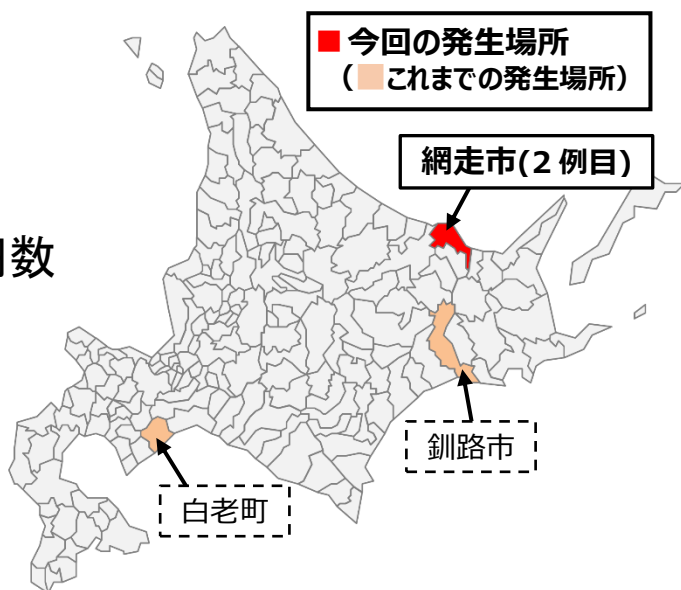 ■ 今回の発生場所
(■これまでの発生場所)
網走市(2例目)
数
釧路市
白老町